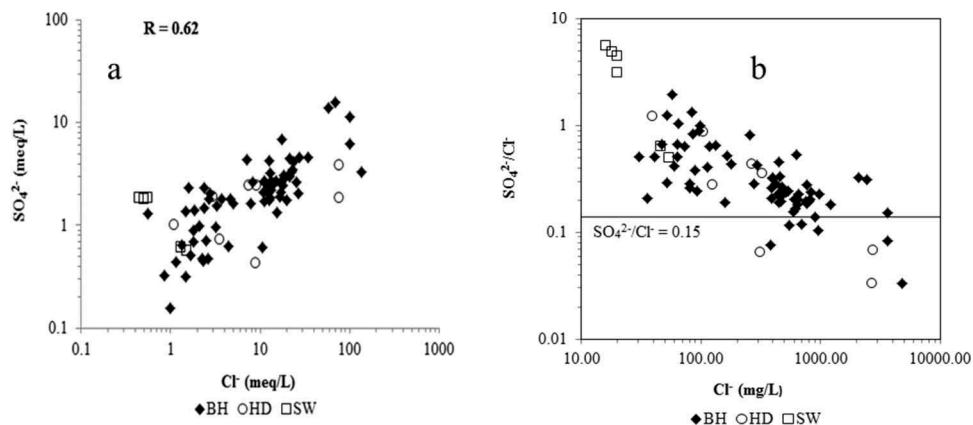 R = 0.62
a
SO₄²⁻ (meq/L)
100
10
1
0.1
0.1 1 10 100 1000
Cl⁻ (meq/L)
◆BH ○HD □SW
b
SO₄²⁻/Cl⁻
10
1
0.1
0.01
SO₄²⁻/Cl⁻ = 0.15
10.00 100.00 1000.00 10000.00
Cl⁻ (mg/L)
◆BH ○HD □SW